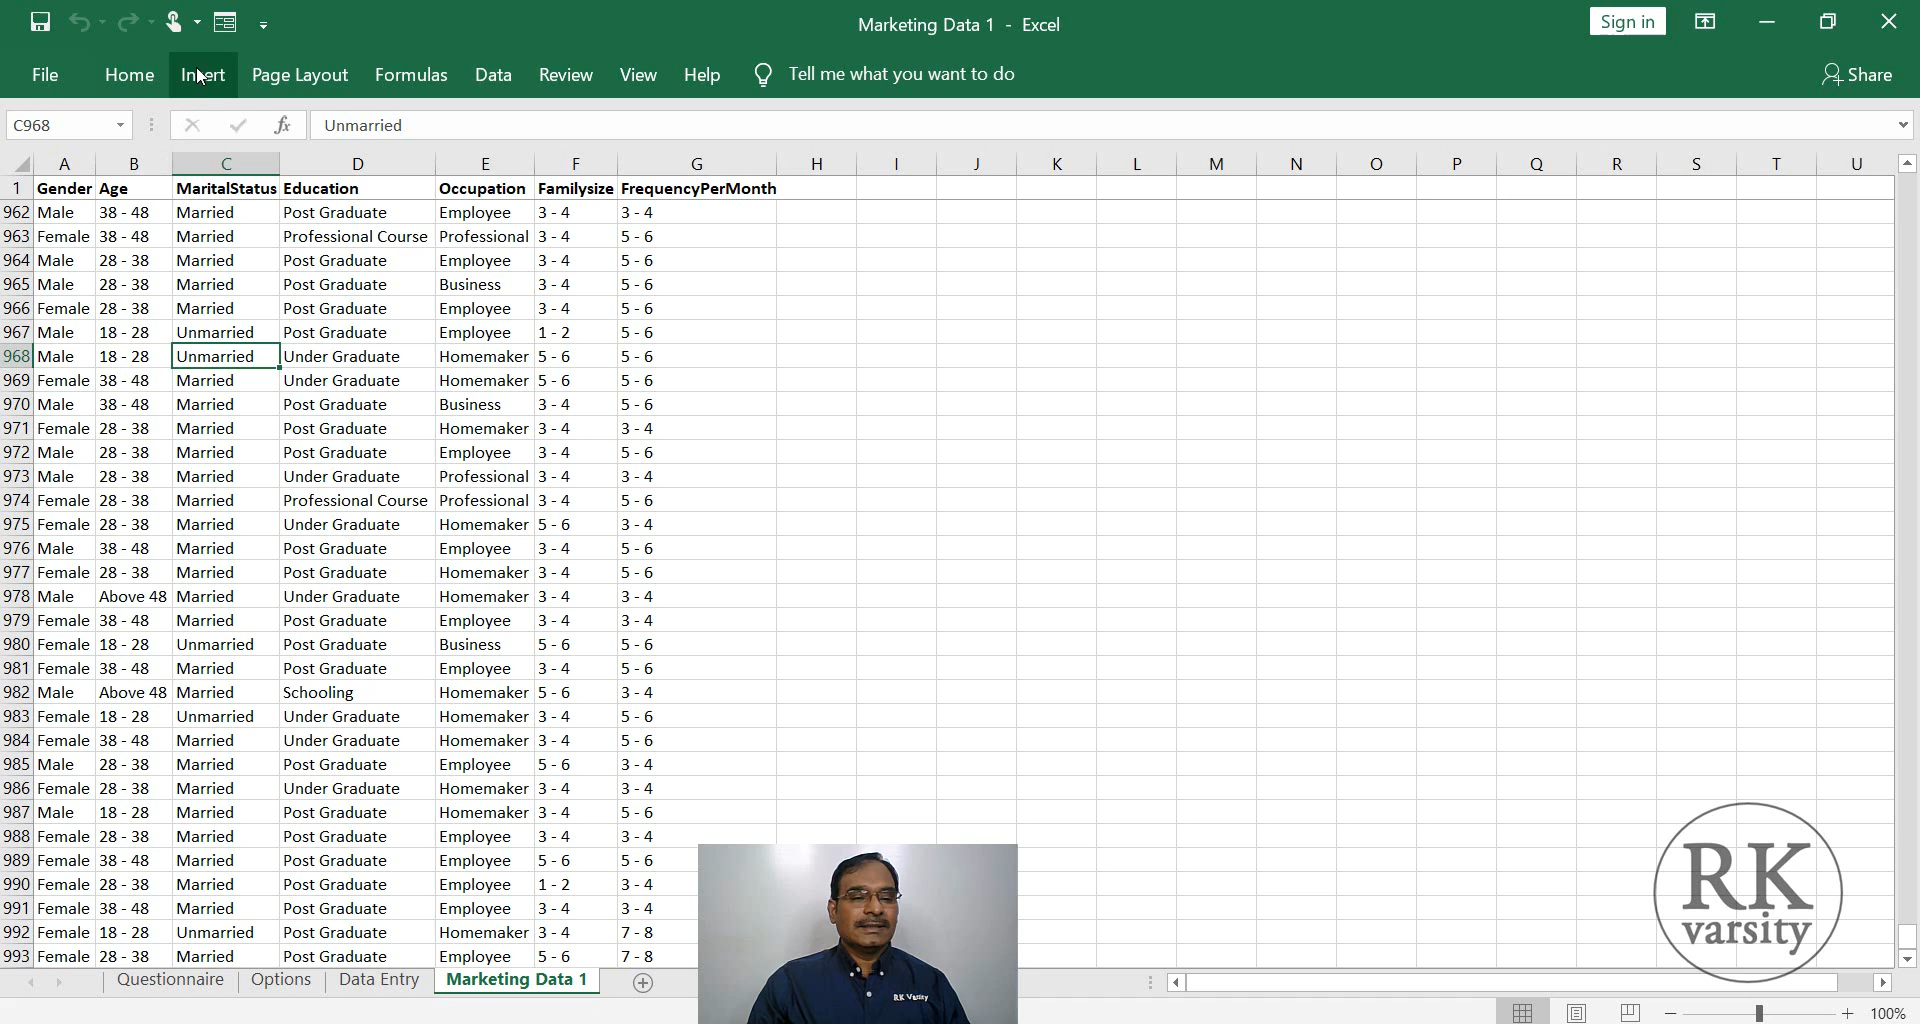 Marketing Data 1 - Excel
Sign in
File Home Insert Page Layout Formulas Data Review View Help Tell me what you want to do Share
C968 fx Unmarried
A B C D E F G H I J K L M N O P Q R S T U
1 Gender Age MaritalStatus Education Occupation Familysize FrequencyPerMonth
962 Male 38 - 48 Married Post Graduate Employee 3 - 4 3 - 4
963 Female 38 - 48 Married Professional Course Professional 3 - 4 5 - 6
964 Male 28 - 38 Married Post Graduate Employee 3 - 4 5 - 6
965 Male 28 - 38 Married Post Graduate Business 3 - 4 5 - 6
966 Female 28 - 38 Married Post Graduate Employee 3 - 4 5 - 6
967 Male 18 - 28 Unmarried Post Graduate Employee 1 - 2 5 - 6
968 Male 18 - 28 Unmarried Under Graduate Homemaker 5 - 6 5 - 6
969 Female 38 - 48 Married Under Graduate Homemaker 5 - 6 5 - 6
970 Male 38 - 48 Married Post Graduate Business 3 - 4 5 - 6
971 Female 28 - 38 Married Post Graduate Homemaker 3 - 4 3 - 4
972 Male 28 - 38 Married Post Graduate Employee 3 - 4 5 - 6
973 Male 28 - 38 Married Under Graduate Professional 3 - 4 3 - 4
974 Female 28 - 38 Married Professional Course Professional 3 - 4 5 - 6
975 Female 28 - 38 Married Under Graduate Homemaker 5 - 6 3 - 4
976 Male 38 - 48 Married Post Graduate Employee 3 - 4 5 - 6
977 Female 28 - 38 Married Post Graduate Homemaker 3 - 4 5 - 6
978 Male Above 48 Married Under Graduate Homemaker 3 - 4 3 - 4
979 Female 38 - 48 Married Post Graduate Employee 3 - 4 3 - 4
980 Female 18 - 28 Unmarried Post Graduate Business 5 - 6 5 - 6
981 Female 38 - 48 Married Post Graduate Employee 3 - 4 5 - 6
982 Male Above 48 Married Schooling Homemaker 5 - 6 3 - 4
983 Female 18 - 28 Unmarried Under Graduate Homemaker 3 - 4 5 - 6
984 Female 38 - 48 Married Under Graduate Homemaker 3 - 4 5 - 6
985 Male 28 - 38 Married Post Graduate Employee 5 - 6 3 - 4
986 Female 28 - 38 Married Under Graduate Homemaker 3 - 4 3 - 4
987 Male 18 - 28 Married Post Graduate Homemaker 3 - 4 5 - 6
988 Female 28 - 38 Married Post Graduate Employee 3 - 4 3 - 4
989 Female 38 - 48 Married Post Graduate Employee 5 - 6 5 - 6
990 Female 28 - 38 Married Post Graduate Employee 1 - 2 3 - 4
991 Female 38 - 48 Married Post Graduate Employee 3 - 4 3 - 4
992 Female 18 - 28 Unmarried Post Graduate Homemaker 3 - 4 7 - 8
993 Female 28 - 38 Married Post Graduate Employee 5 - 6 7 - 8
RK
varsity
RK Varsity
Questionnaire Options Data Entry Marketing Data 1
100%